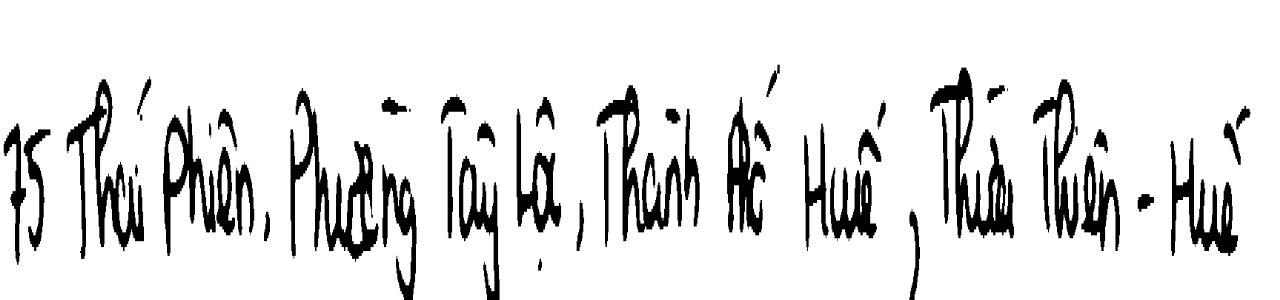 75 Thái Phiên, Phường Tây Lộc, Thành Phố Huế, Thừa Thiên - Huế